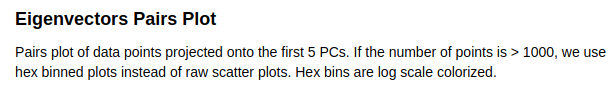 Eigenvectors Pairs Plot
Pairs plot of data points projected onto the first 5 PCs. If the number of points is > 1000, we use
hex binned plots instead of raw scatter plots. Hex bins are log scale colorized.